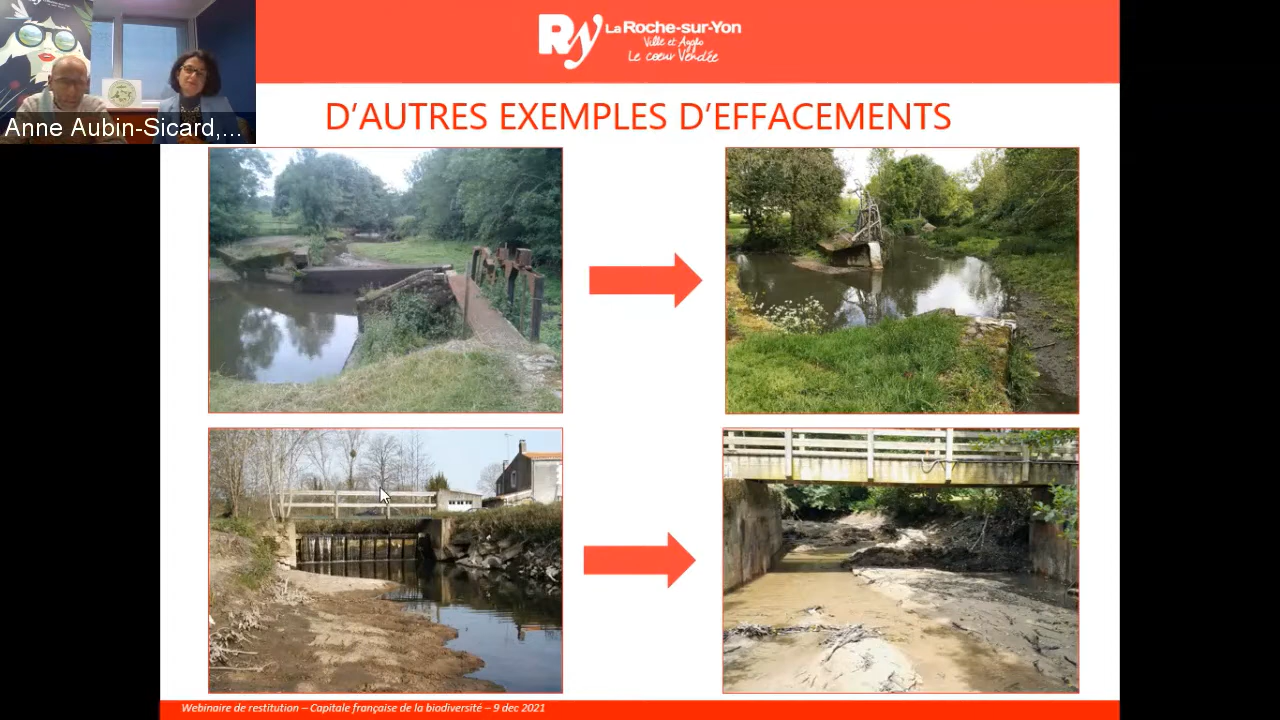 Ry La Roche-sur-Yon
Ville et Agglo
Le cœur Vendée
Anne Aubin-Sicard,...
D'AUTRES EXEMPLES D'EFFACEMENTS
Webinaire de restitution – Capitale française de la biodiversité – 9 dec 2021